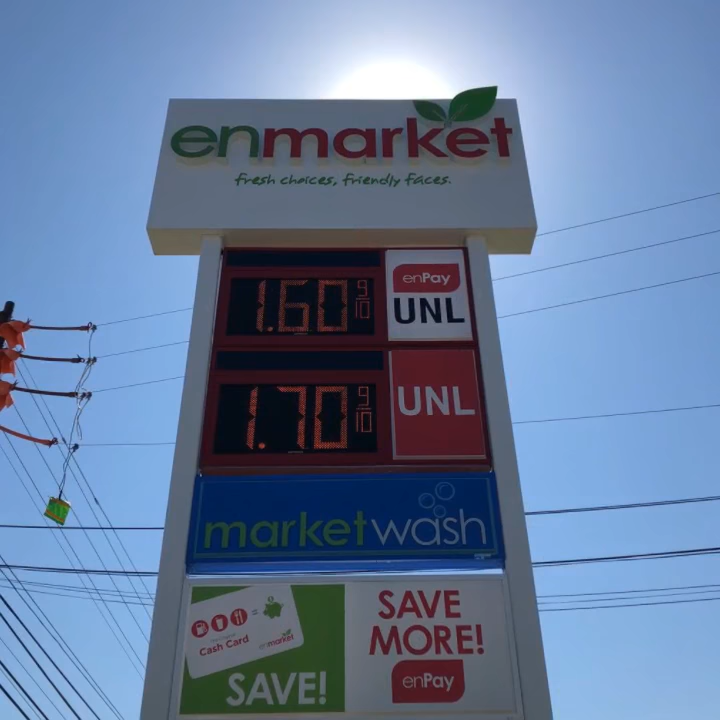 enmarket
fresh choices, friendly faces.
1.60 9/10
enPay
UNL
1.70 9/10
UNL
marketwash
Cash Card
enmarket
SAVE!
SAVE
MORE!
enPay